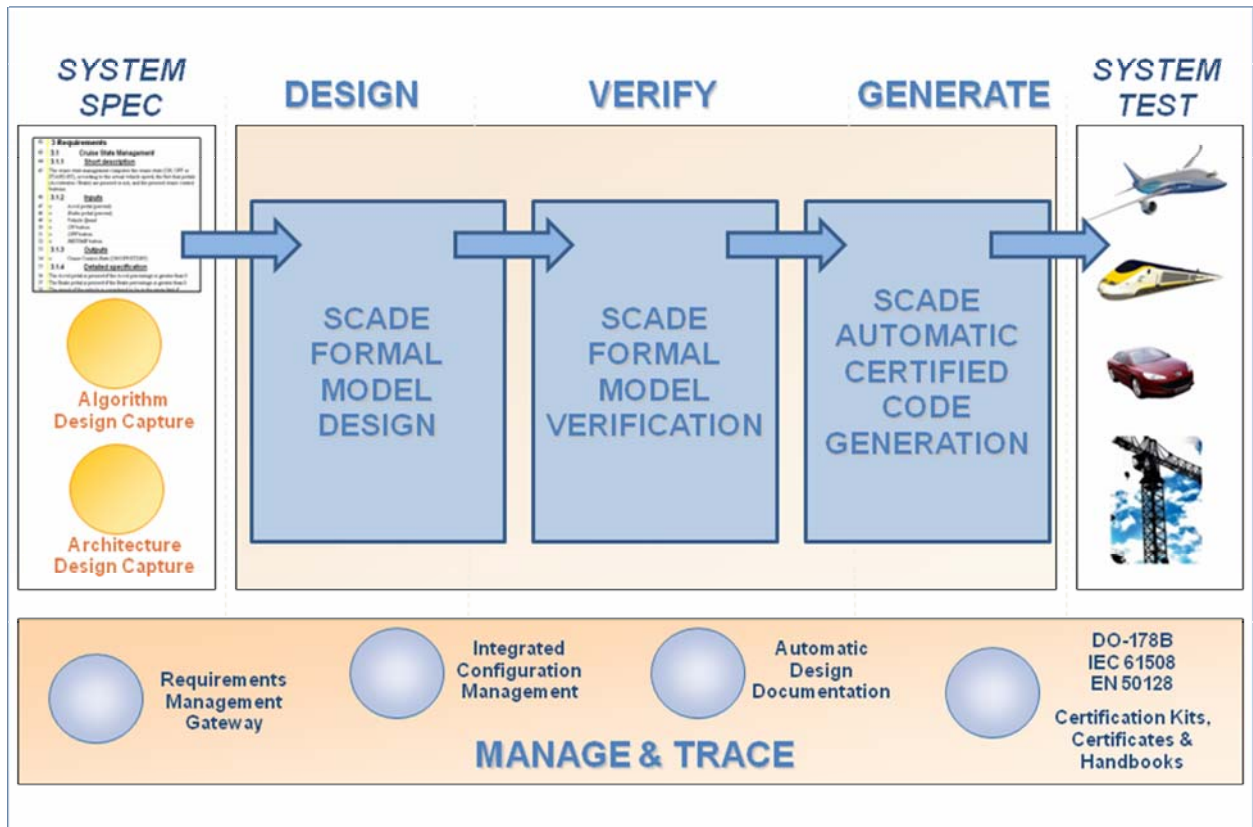 SYSTEM
SPEC
DESIGN
VERIFY
GENERATE
SYSTEM
TEST
3 Requirements
3.1 Cruise State Management
3.1.1 Short description
3.1.2 Inputs
3.1.3 Outputs
3.1.4 Detailed specification
Algorithm
Design Capture
Architecture
Design Capture
SCADE
FORMAL
MODEL
DESIGN
SCADE
FORMAL
MODEL
VERIFICATION
SCADE
AUTOMATIC
CERTIFIED
CODE
GENERATION
Requirements
Management
Gateway
Integrated
Configuration
Management
Automatic
Design
Documentation
DO-178B
IEC 61508
EN 50128
Certification Kits,
Certificates &
Handbooks
MANAGE & TRACE